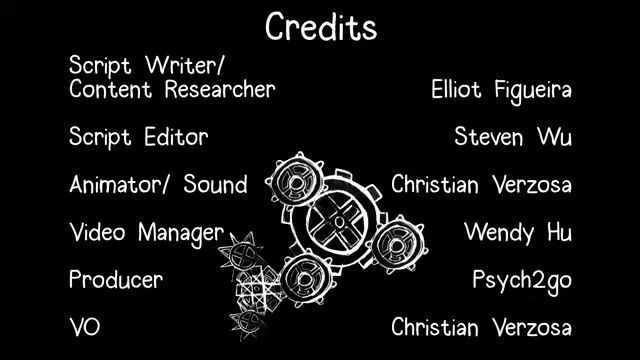 Credits
Script Writer/
Content Researcher Elliot Figueira
Script Editor Steven Wu
Animator/ Sound Christian Verzosa
Video Manager Wendy Hu
Producer Psych2go
VO Christian Verzosa